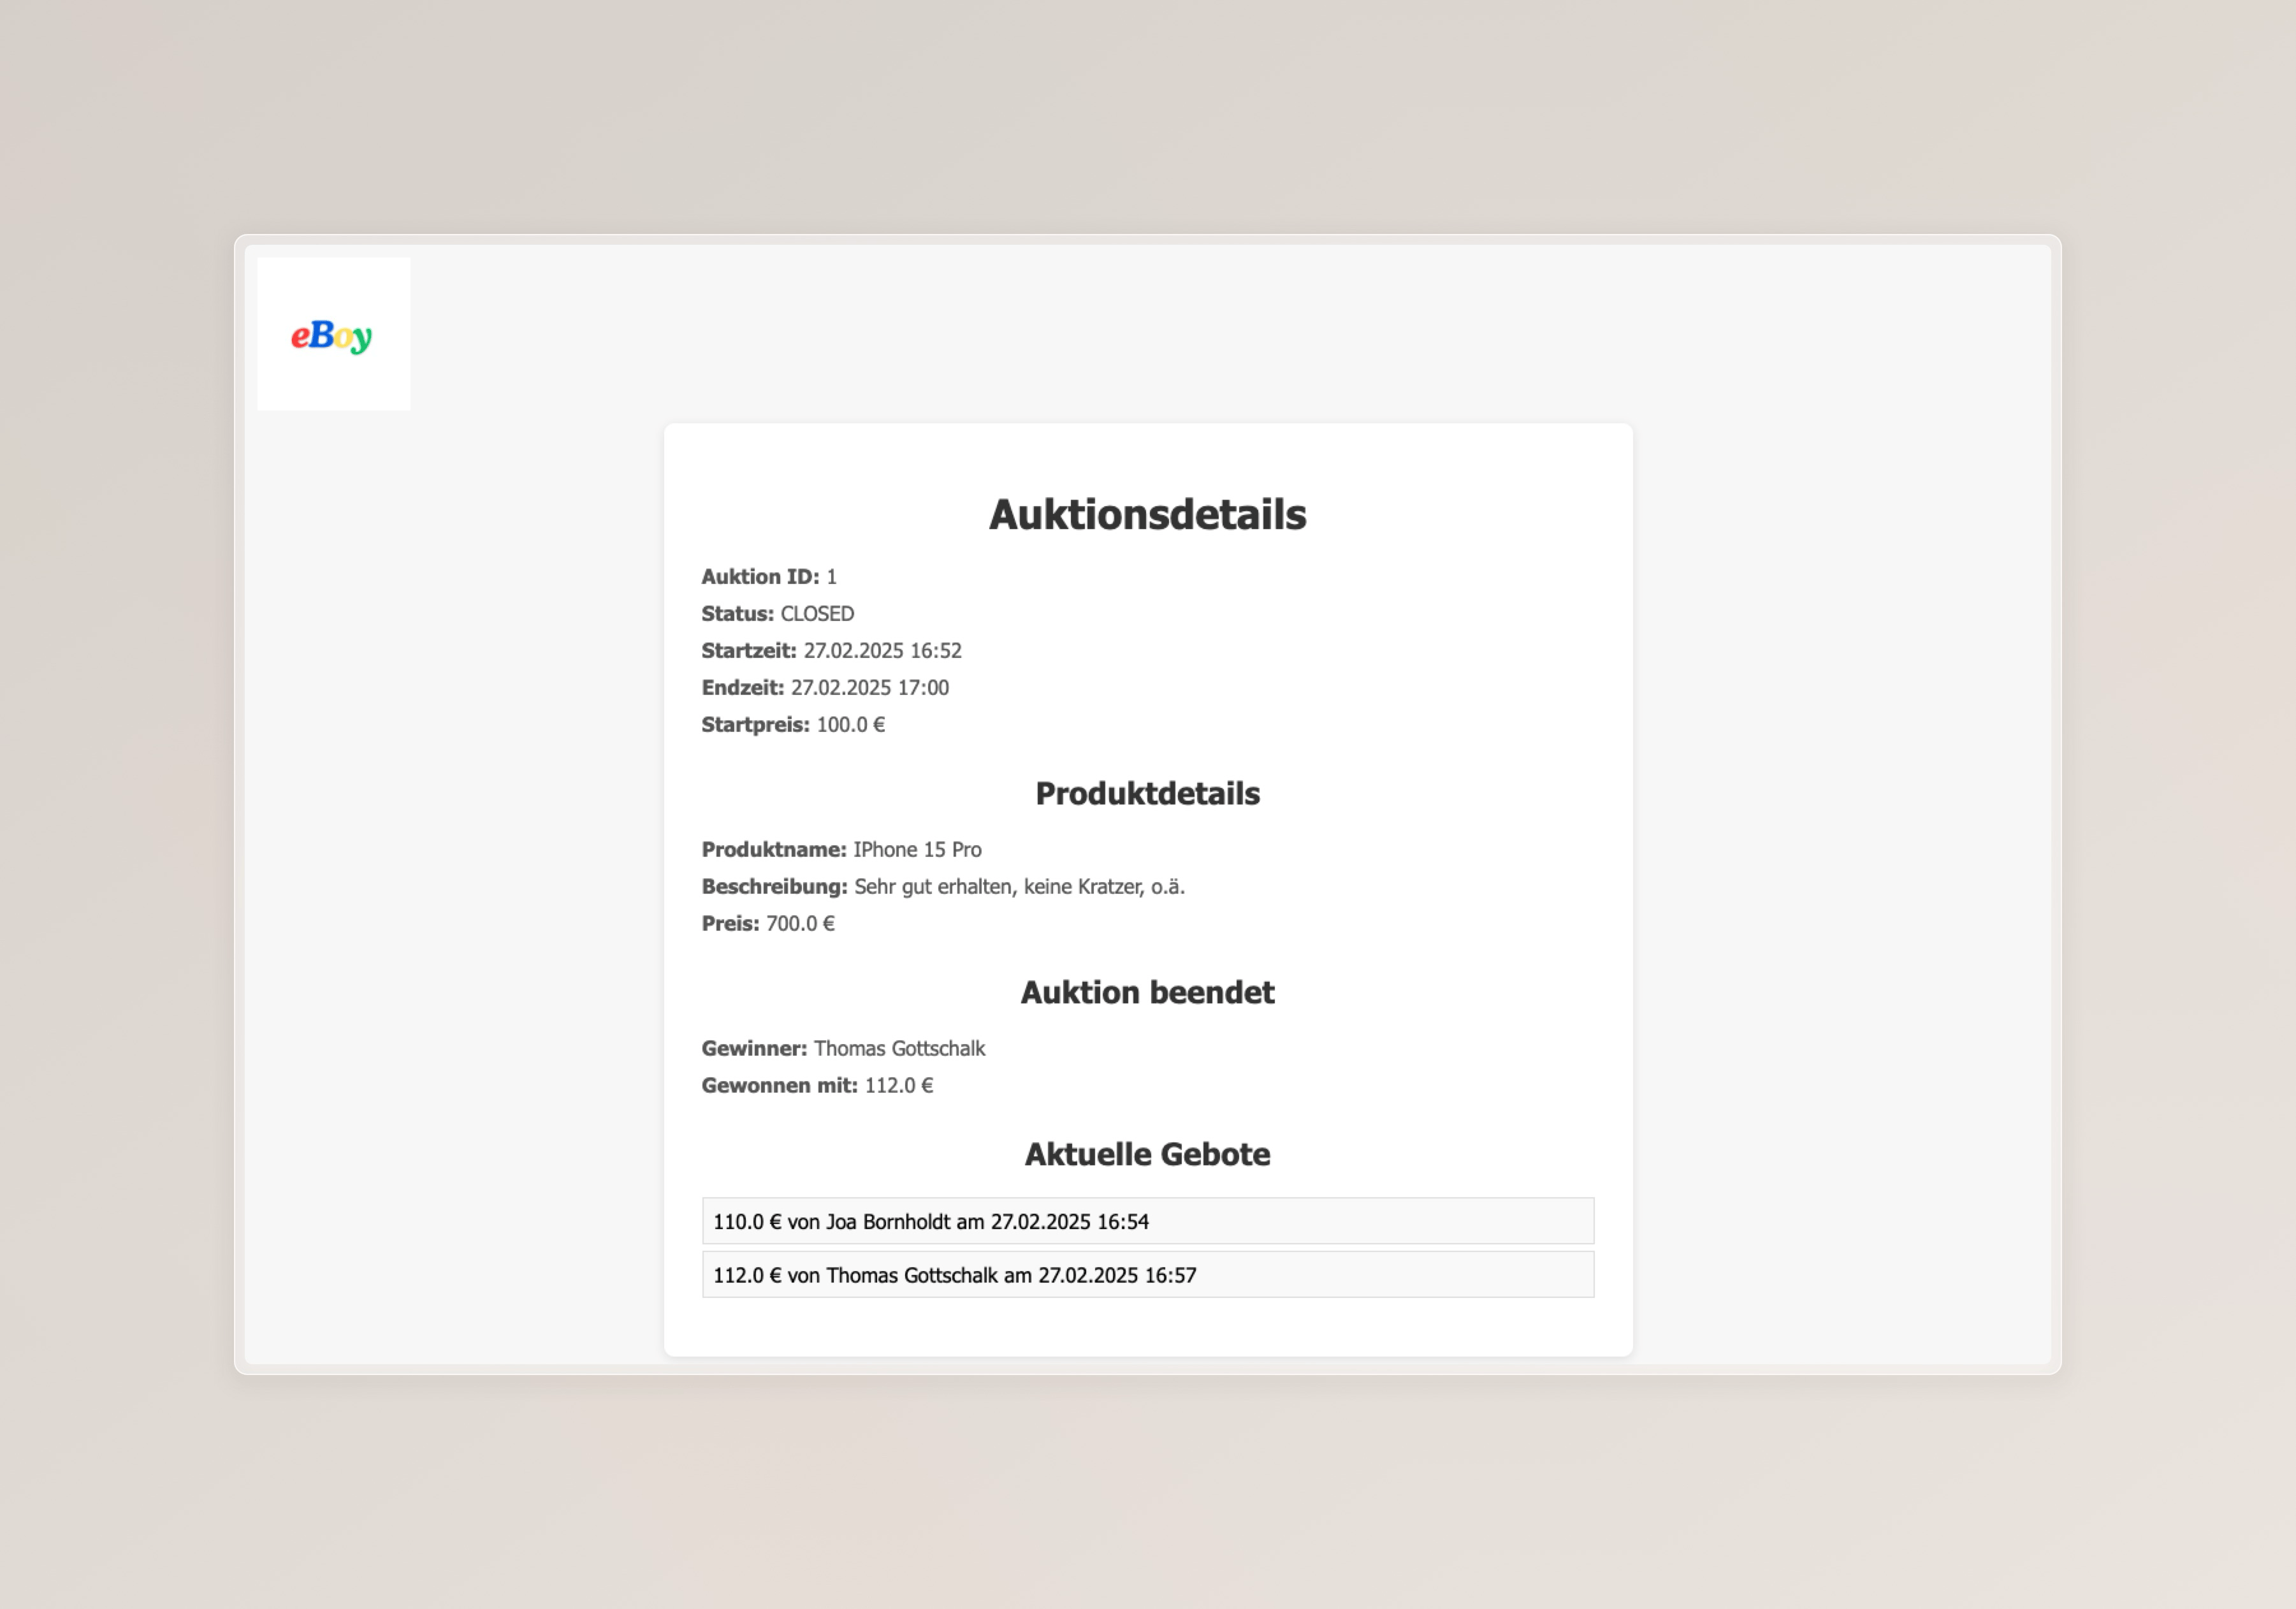 eBoy
Auktionsdetails
Auktion ID: 1
Status: CLOSED
Startzeit: 27.02.2025 16:52
Endzeit: 27.02.2025 17:00
Startpreis: 100.0 €
Produktdetails
Produktname: IPhone 15 Pro
Beschreibung: Sehr gut erhalten, keine Kratzer, o.ä.
Preis: 700.0 €
Auktion beendet
Gewinner: Thomas Gottschalk
Gewonnen mit: 112.0 €
Aktuelle Gebote
110.0 € von Joa Bornholdt am 27.02.2025 16:54
112.0 € von Thomas Gottschalk am 27.02.2025 16:57